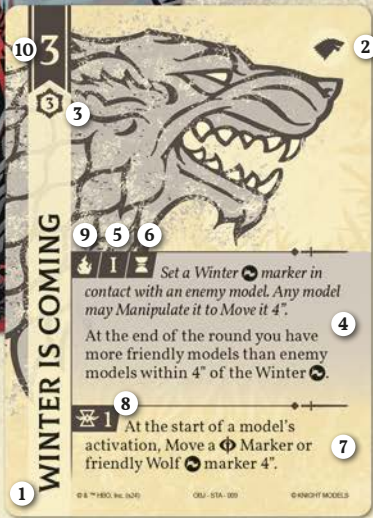 10
3
2
3
3
9
5
6
I
Set a Winter marker in
contact with an enemy model. Any model
may Manipulate it to Move it 4".
At the end of the round you have
more friendly models than enemy
models within 4" of the Winter .
4
8
1
At the start of a model's
activation, Move a Marker or
friendly Wolf marker 4".
7
WINTER IS COMING
1
© & ™ HBO, Inc. (s24)
OBJ - STA - 009
© KNIGHT MODELS